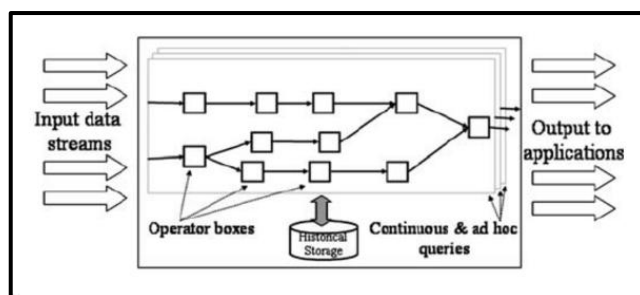 Input data
streams
Operator boxes
Historical
Storage
Continuous & ad hoc
queries
Output to
applications